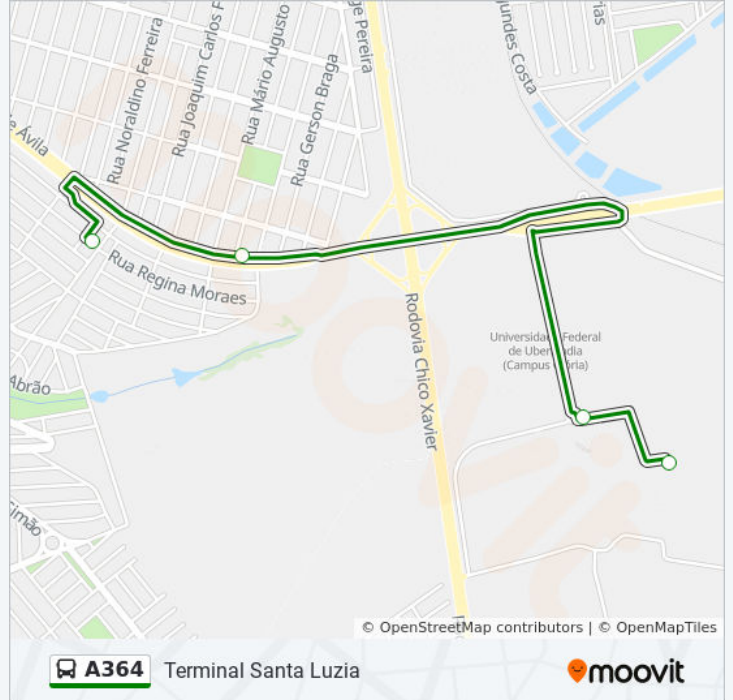 ge Pereira
gundes Costa
rias
Rua Noraldino Ferreira
Rua Joaquim Carlos F
Rua Mário Augusto
Rua Gerson Braga
de Ávila
Rua Regina Moraes
Rodovia Chico Xavier
Universidade Federal
de Uberlândia
(Campus Glória)
Abrão
Simão
© OpenStreetMap contributors | © OpenMapTiles
A364 Terminal Santa Luzia
moovit